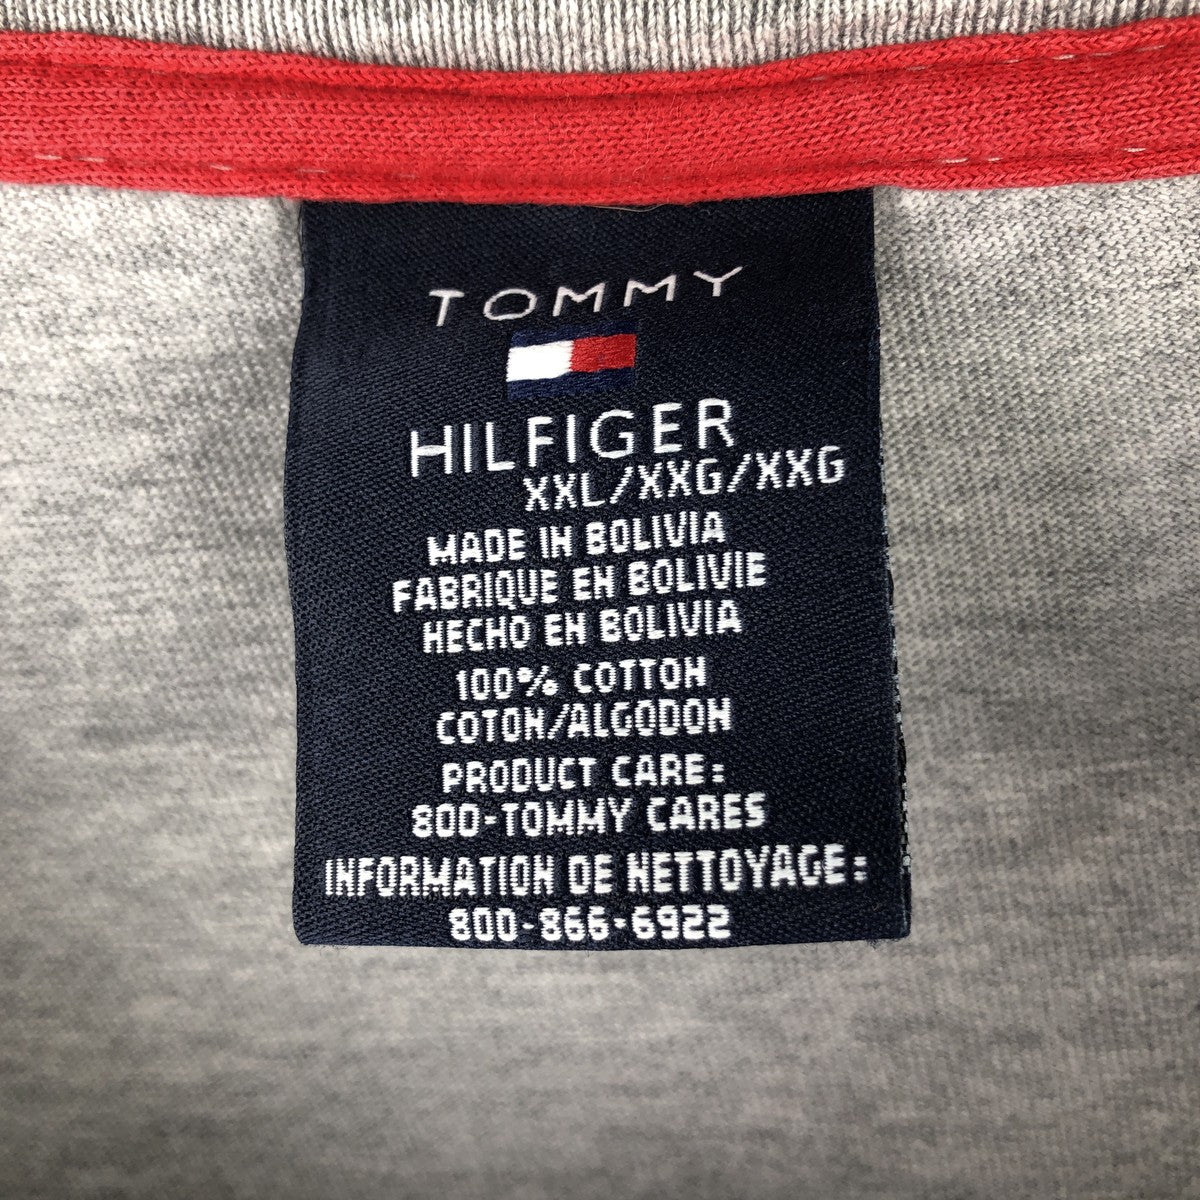 TOMMY
HILFIGER
XXL/XXG/XXG
MADE IN BOLIVIA
FABRIQUE EN BOLIVIE
HECHO EN BOLIVIA
100% COTTON
COTON/ALGODON
PRODUCT CARE:
800-TOMMY CARES
INFORMATION DE NETTOYAGE:
800-866-6922